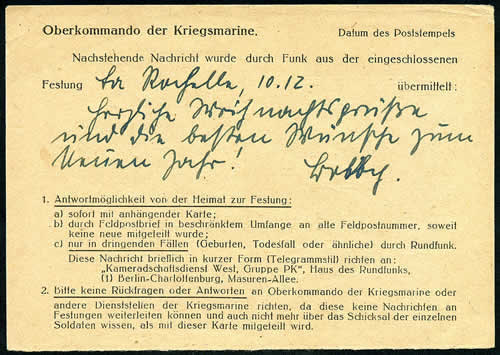 Oberkommando der Kriegsmarine. Datum des Poststempels
Nachstehende Nachricht wurde durch Funk aus der eingeschlossenen
Festung La Rochelle, 10.12. übermittelt:
Herzliche Weihnachtsgrüße
und die besten Wünsche zum
Neuen Jahr!
1. Antwortmöglichkeit von der Heimat zur Festung:
a) sofort mit anhängender Karte;
b) durch Feldpostbrief in beschränktem Umfange an alte Feldpostnummer, soweit
keine neue mitgeteilt wurde;
c) nur in dringenden Fällen (Geburten, Todesfall oder ähnliche) durch Rundfunk.
Diese Nachricht brieflich in kurzer Form (Telegrammstil) richten an:
„Kameradschaftsdienst West, Gruppe PK“, Haus des Rundfunks,
(1) Berlin-Charlottenburg, Masuren-Allee.
2. Bitte keine Rückfragen oder Antworten an Oberkommando der Kriegsmarine oder
andere Dienststellen der Kriegsmarine richten, da diese keine Nachrichten an
Festungen weiterleiten können und auch nicht mehr über das Schicksal der einzelnen
Soldaten wissen, als mit dieser Karte mitgeteilt wird.